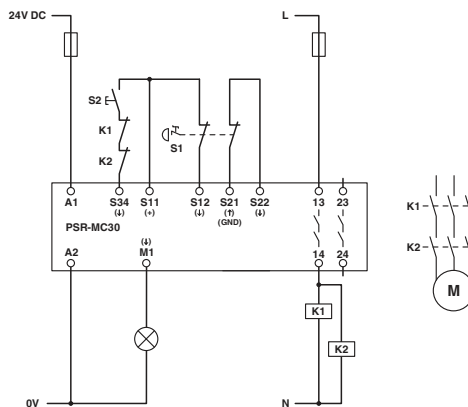 24V DC
L
S2
K1
S1
K2
A1 S34 S11 S12 S21 S22 13 23
(↓) (+) (↓) (↑) (↓)
(GND)
PSR-MC30
(↓)
A2 M1 14 24
K1
K2
M
K1
K2
0V
N